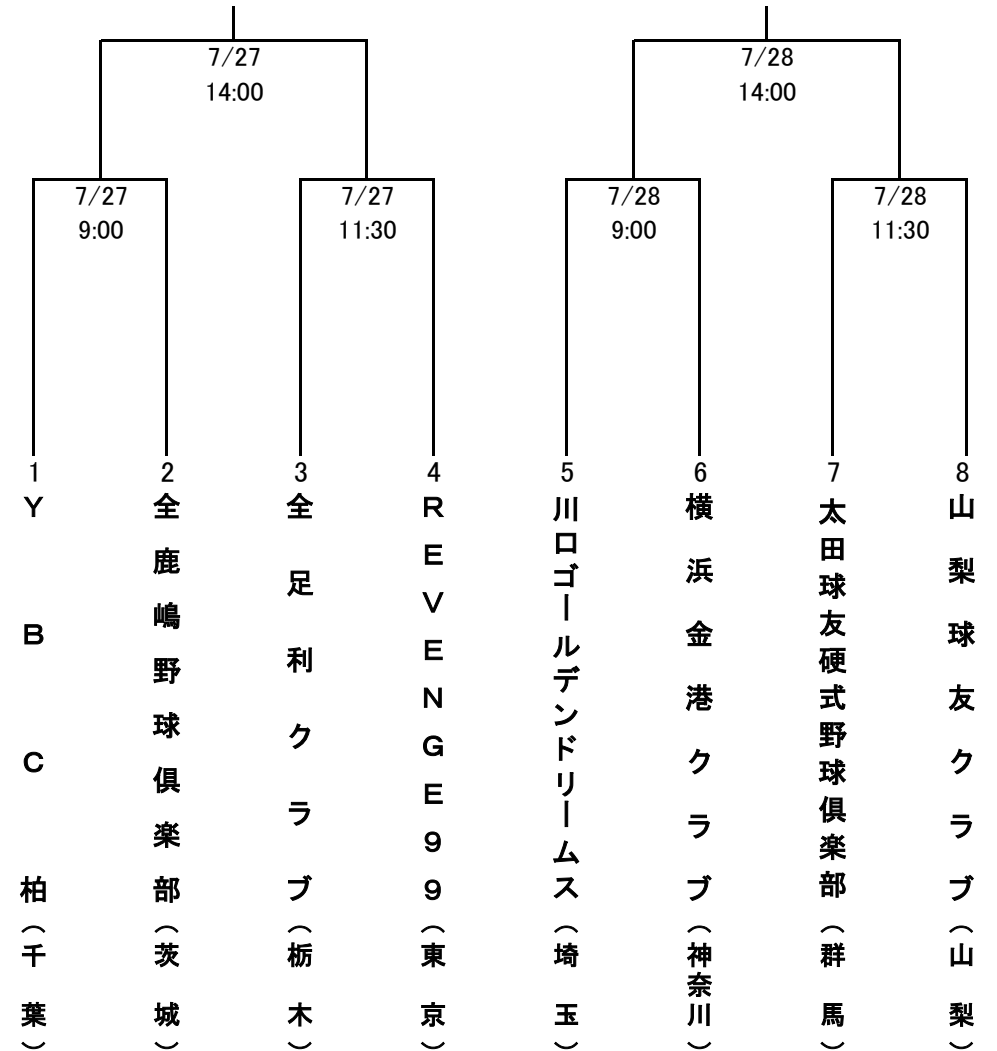 7/27
14:00
7/28
14:00
7/27
9:00
7/27
11:30
7/28
9:00
7/28
11:30
1
ＹＢＣ柏（千葉）
2
全鹿嶋野球倶楽部（茨城）
3
全足利クラブ（栃木）
4
ＲＥＶＥＮＧＥ９９（東京）
5
川口ゴールデンドリームス（埼玉）
6
横浜金港クラブ（神奈川）
7
太田球友硬式野球倶楽部（群馬）
8
山梨球友クラブ（山梨）